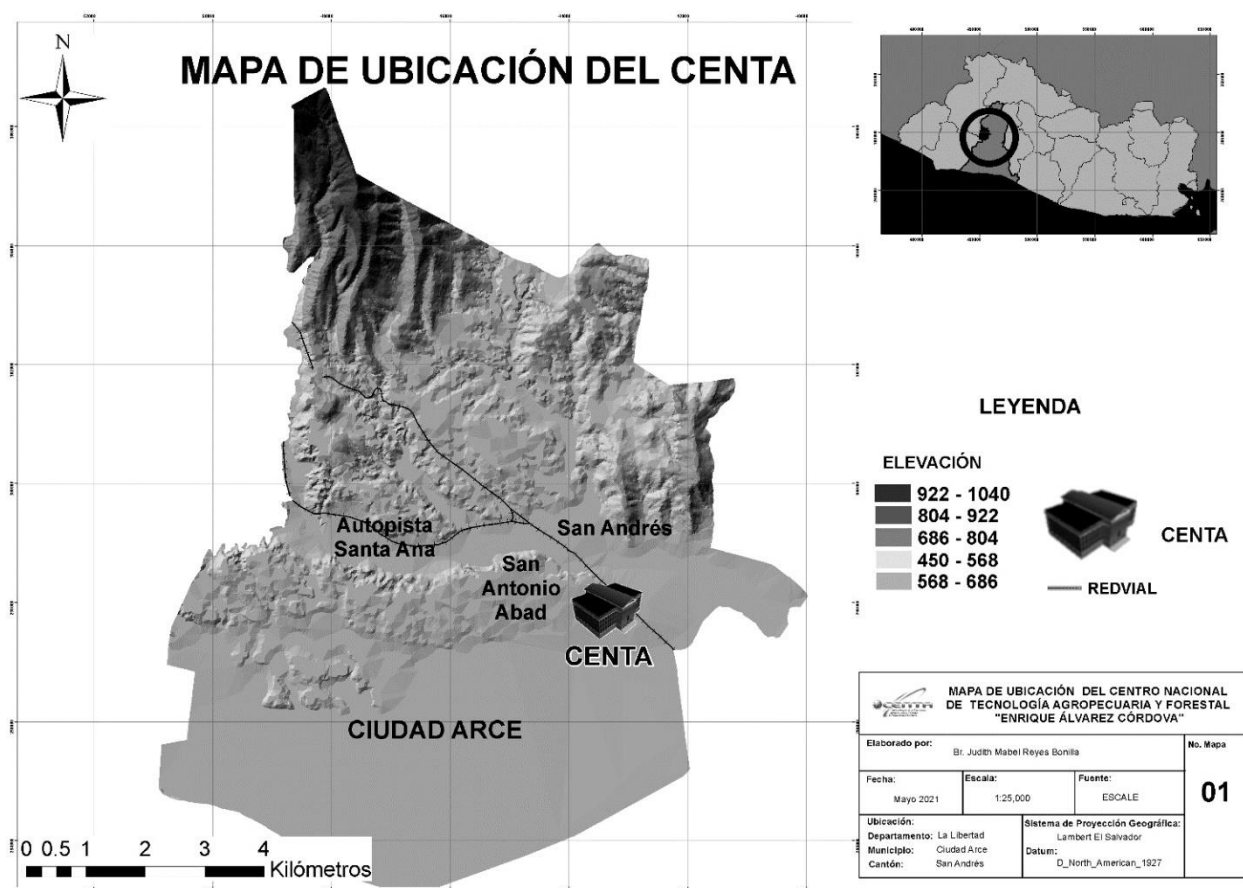 MAPA DE UBICACIÓN DEL CENTA
N
Autopista
Santa Ana
San Andrés
San
Antonio
Abad
CENTA
CIUDAD ARCE
0 0.5 1 2 3 4
Kilómetros
LEYENDA
ELEVACIÓN
922 - 1040
804 - 922
686 - 804
450 - 568
568 - 686
CENTA
REDVIAL
MAPA DE UBICACIÓN DEL CENTRO NACIONAL
DE TECNOLOGÍA AGROPECUARIA Y FORESTAL
"ENRIQUE ÁLVAREZ CÓRDOVA"
Elaborado por:
Br. Judith Mabel Reyes Bonilla
No. Mapa
01
Fecha:
Mayo 2021
Escala:
1:25,000
Fuente:
ESCALE
Ubicación:
Departamento: La Libertad
Municipio: Ciudad Arce
Cantón: San Andrés
Sistema de Proyección Geográfica:
Lambert El Salvador
Datum:
D_North_American_1927